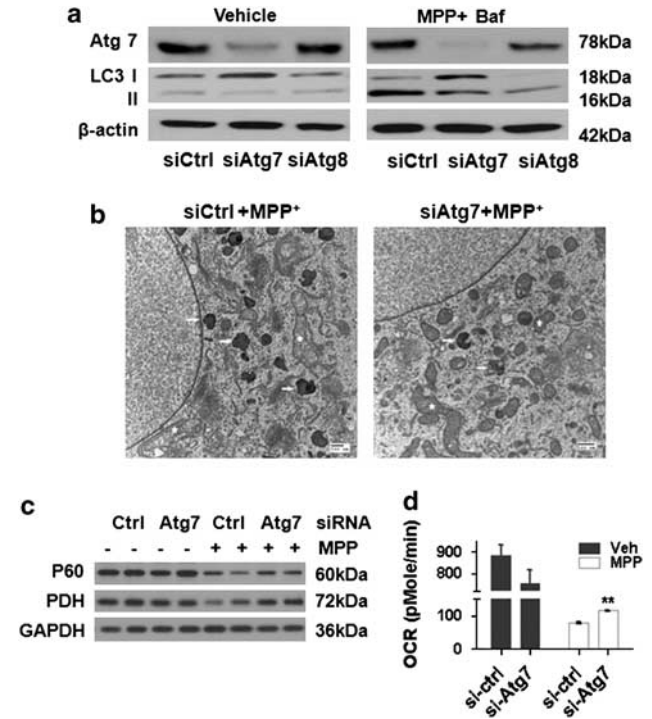 a
Vehicle
MPP+ Baf
Atg 7
78kDa
LC3 I
18kDa
II
16kDa
β-actin
42kDa
siCtrl siAtg7 siAtg8
siCtrl siAtg7 siAtg8
b
siCtrl +MPP⁺
siAtg7+MPP⁺
c
Ctrl Atg7 Ctrl Atg7 siRNA
- - - - + + + + MPP
P60
60kDa
PDH
72kDa
GAPDH
36kDa
d
OCR (pMole/min)
900
800
100
0
Veh
MPP
**
si-ctrl
si-Atg7
si-ctrl
si-Atg7